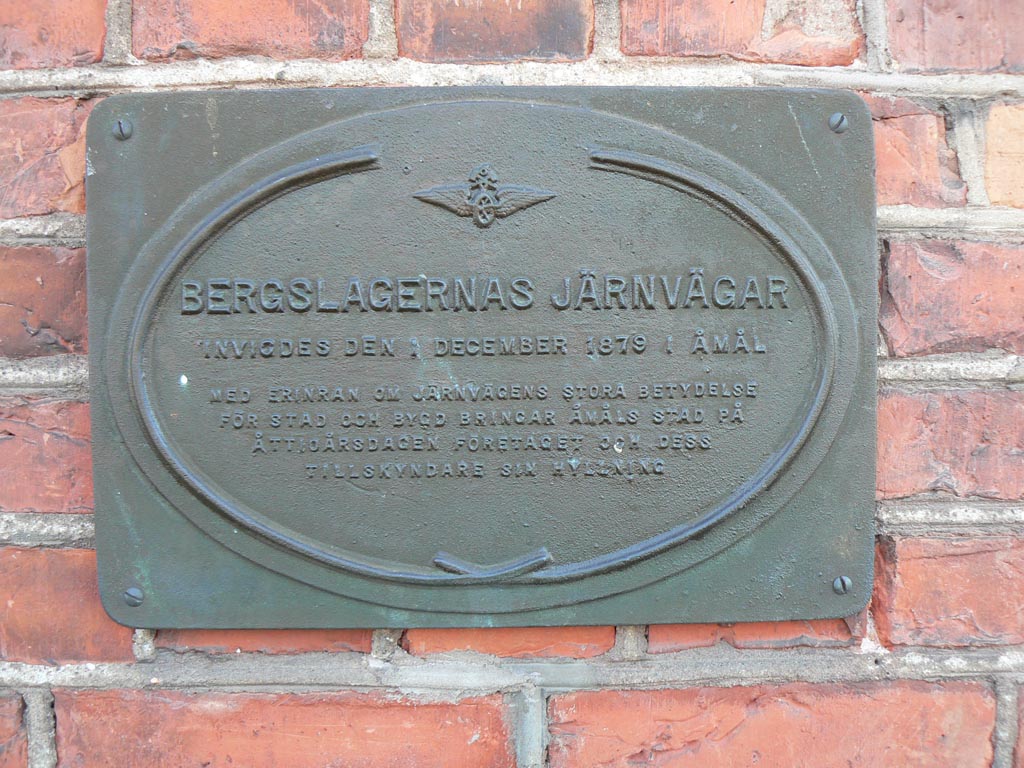 BERGSLAGERNAS JÄRNVÄGAR
INVIGDES DEN 1 DECEMBER 1879 I ÅMÅL
MED ERINRAN OM JÄRNVÄGENS STORA BETYDELSE
FÖR STAD OCH BYGD BRINGAR ÅMÅLS STAD PÅ
ÅTTIOÅRSDAGEN FÖRETAGET OCH DESS
TILLSKYNDARE SIN HYLLNING